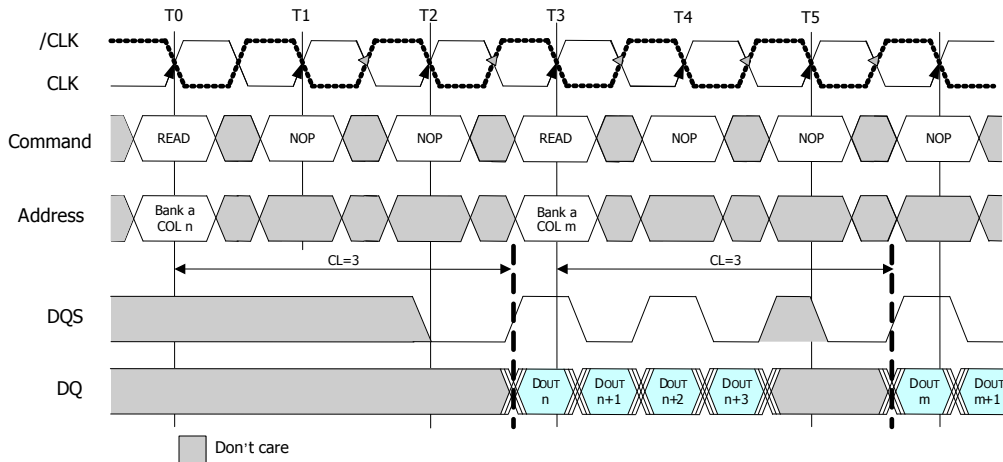 T0 T1 T2 T3 T4 T5
/CLK
CLK
Command READ NOP NOP READ NOP NOP NOP
Address Bank a COL n Bank a COL m
CL=3 CL=3
DQS
DQ DOUT n DOUT n+1 DOUT n+2 DOUT n+3 DOUT m DOUT m+1
Don't care